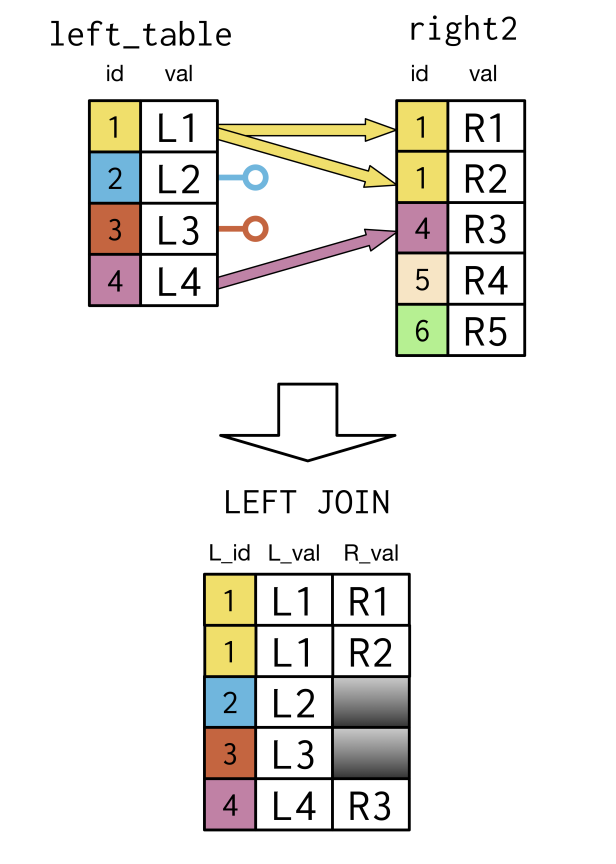 left_table right2
id val id val
1 L1 1 R1
2 L2 1 R2
3 L3 4 R3
4 L4 5 R4
6 R5
LEFT JOIN
L_id L_val R_val
1 L1 R1
1 L1 R2
2 L2
3 L3
4 L4 R3